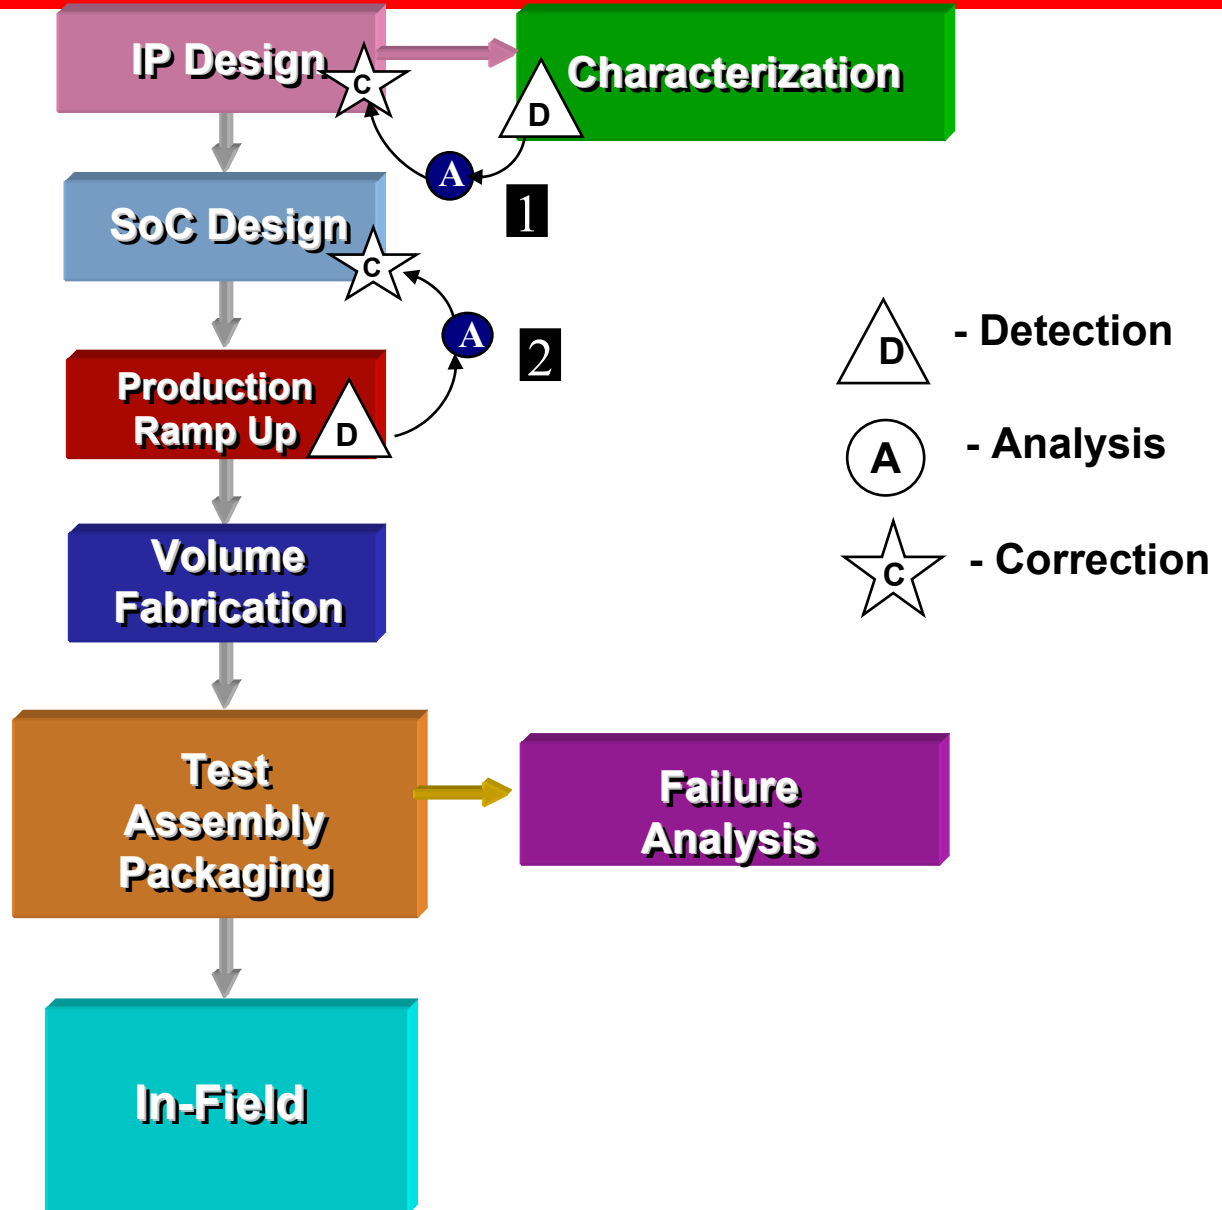 IP Design
C
Characterization
D
A
1
SoC Design
C
A
2
Production
Ramp Up
D
D
- Detection
A
- Analysis
C
- Correction
Volume
Fabrication
Test
Assembly
Packaging
Failure
Analysis
In-Field